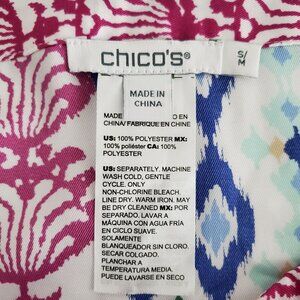 chico's®
S/M
MADE IN
CHINA
MADE O EN
CHINA/FABRIQUE EN CHINE
US: 100% POLYESTER MX:
100% poliéster CA: 100%
POLYESTER
US: SEPARATELY. MACHINE
WASH COLD, GENTLE
CYCLE. ONLY
NON-CHLORINE BLEACH.
LINE DRY. WARM IRON. MAY
BE DRY CLEANED MX: POR
SEPARADO. LAVAR A
MÁQUINA CON AGUA FRÍA
EN CICLO SUAVE.
SOLAMENTE
BLANQUEADOR SIN CLORO.
SECAR COLGADO.
PLANCHAR A
TEMPERATURA MEDIA.
PUEDE LAVARSE EN SECO